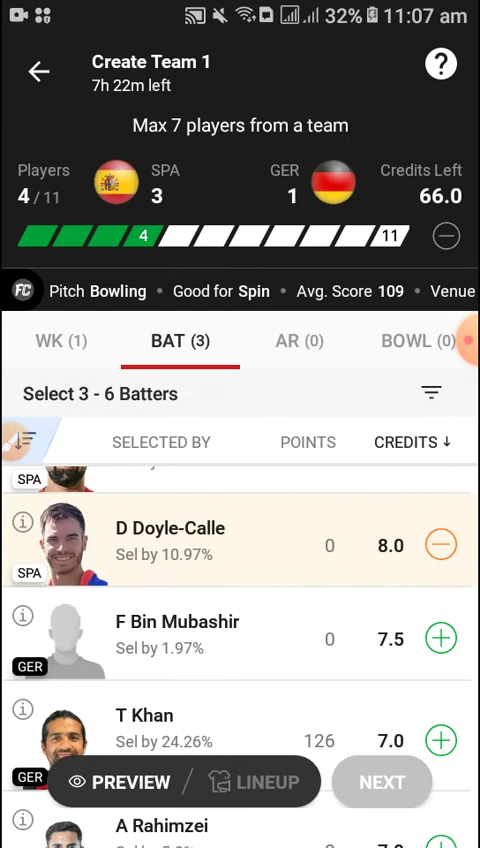 32% 11:07 am
Create Team 1
7h 22m left
?
Max 7 players from a team
Players SPA GER Credits Left
4 / 11 3 1 66.0
4 11
FC Pitch Bowling • Good for Spin • Avg. Score 109 • Venue
WK (1) BAT (3) AR (0) BOWL (0)
Select 3 - 6 Batters
SELECTED BY POINTS CREDITS ↓
SPA
D Doyle-Calle
Sel by 10.97% 0 8.0
SPA
F Bin Mubashir
Sel by 1.97% 0 7.5
GER
T Khan
Sel by 24.26% 126 7.0
GER
PREVIEW / LINEUP NEXT
A Rahimzei